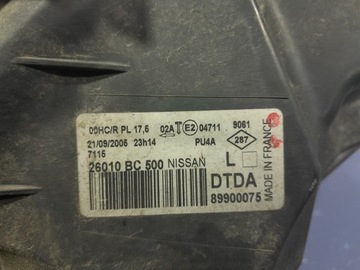 00HC/R PL 17,5 02A T E2 04711 9061
21/09/2005 23h14 PU4A 287
7115
26010 BC 500 NISSAN L
DTDA
89900075
MADE IN FRANCE